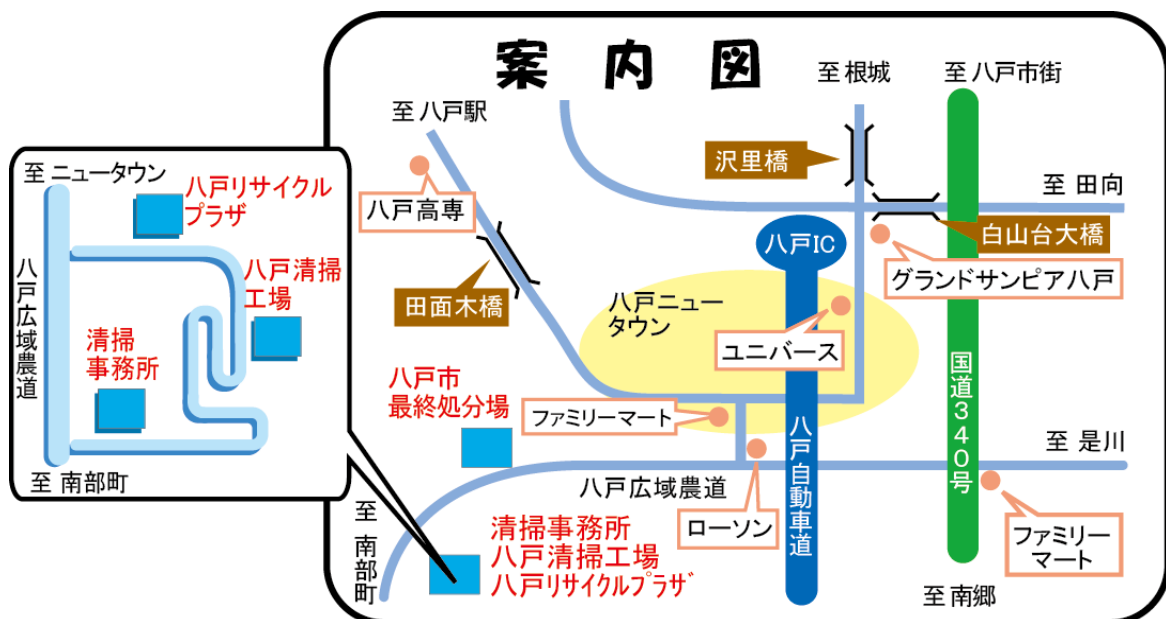 案内図
至 根城
至 八戸市街
至 八戸駅
沢里橋
至 田向
八戸高専
八戸IC
白山台大橋
グランドサンピア八戸
田面木橋
八戸ニュー
タウン
ユニバース
国道340号
八戸市
最終処分場
ファミリーマート
八戸自動車道
至 是川
八戸広域農道
ローソン
ファミリー
マート
至 南部町
清掃事務所
八戸清掃工場
八戸リサイクルプラザ
至 南郷
至 ニュータウン
八戸リサイクル
プラザ
八戸広域農道
八戸清掃
工場
清掃
事務所
至 南部町